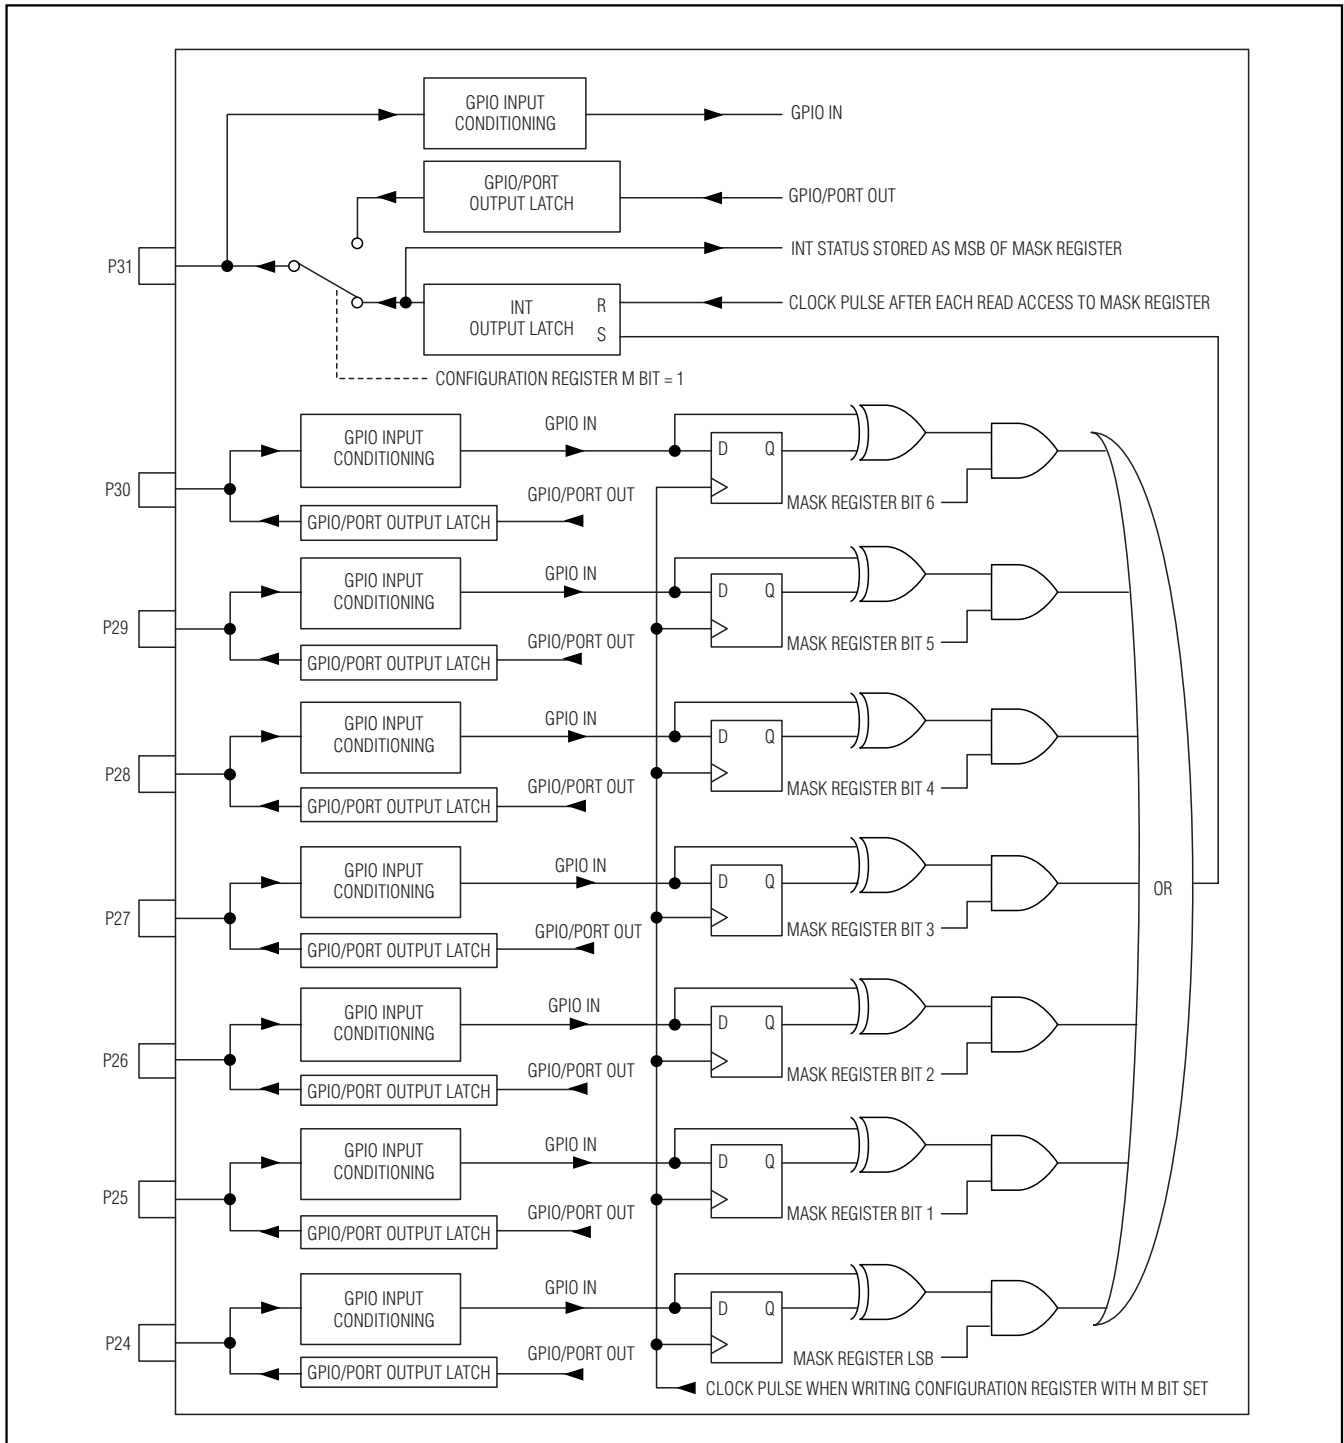 GPIO INPUT
CONDITIONING
GPIO IN
GPIO/PORT
OUTPUT LATCH
GPIO/PORT OUT
INT STATUS STORED AS MSB OF MASK REGISTER
P31
INT
OUTPUT LATCH
R
S
CLOCK PULSE AFTER EACH READ ACCESS TO MASK REGISTER
CONFIGURATION REGISTER M BIT = 1
GPIO INPUT
CONDITIONING
GPIO IN
D Q
P30
GPIO/PORT OUT
MASK REGISTER BIT 6
GPIO/PORT OUTPUT LATCH
GPIO INPUT
CONDITIONING
GPIO IN
D Q
P29
GPIO/PORT OUT
MASK REGISTER BIT 5
GPIO/PORT OUTPUT LATCH
GPIO INPUT
CONDITIONING
GPIO IN
D Q
P28
GPIO/PORT OUT
MASK REGISTER BIT 4
GPIO/PORT OUTPUT LATCH
GPIO INPUT
CONDITIONING
GPIO IN
D Q
OR
P27
GPIO/PORT OUT
MASK REGISTER BIT 3
GPIO/PORT OUTPUT LATCH
GPIO INPUT
CONDITIONING
GPIO IN
D Q
P26
GPIO/PORT OUT
MASK REGISTER BIT 2
GPIO/PORT OUTPUT LATCH
GPIO INPUT
CONDITIONING
GPIO IN
D Q
P25
GPIO/PORT OUT
MASK REGISTER BIT 1
GPIO/PORT OUTPUT LATCH
GPIO INPUT
CONDITIONING
GPIO IN
D Q
P24
GPIO/PORT OUT
MASK REGISTER LSB
GPIO/PORT OUTPUT LATCH
CLOCK PULSE WHEN WRITING CONFIGURATION REGISTER WITH M BIT SET